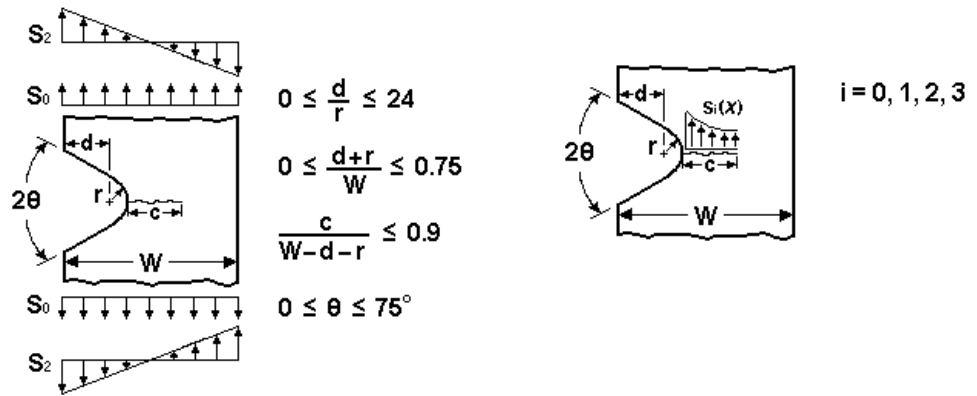 S₂
S₀
0 ≤ d/r ≤ 24
d
r
2θ
c
0 ≤ d+r/W ≤ 0.75
c/W−d−r ≤ 0.9
W
S₀
0 ≤ θ ≤ 75°
S₂
d
Sᵢ(x)
r
c
2θ
W
i = 0, 1, 2, 3